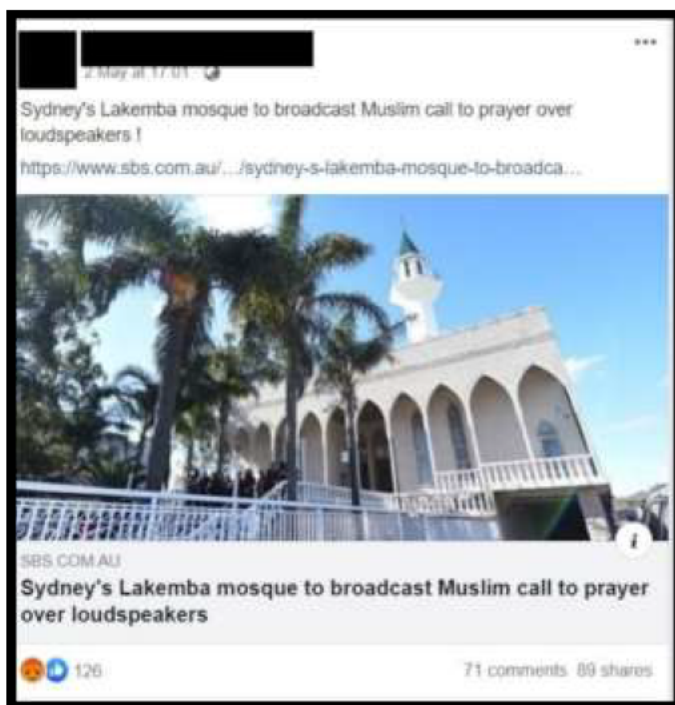 2 May at 17:01
Sydney's Lakemba mosque to broadcast Muslim call to prayer over
loudspeakers !
https://www.sbs.com.au/.../sydney-s-lakemba-mosque-to-broadca...
i
SBS.COM.AU
Sydney's Lakemba mosque to broadcast Muslim call to prayer
over loudspeakers
126 71 comments 89 shares